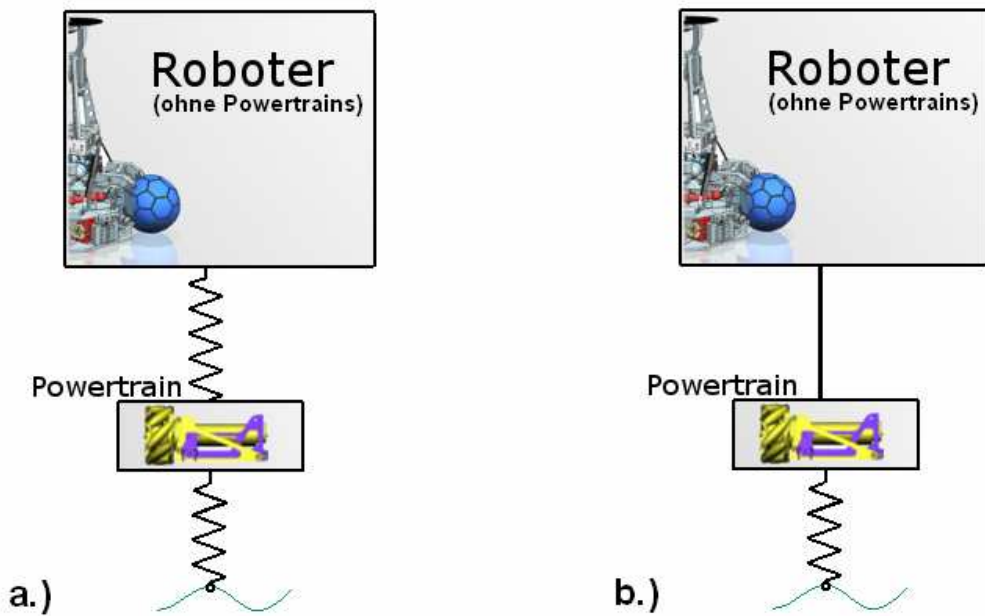 Roboter
(ohne Powertrains)
Powertrain
a.)
Roboter
(ohne Powertrains)
Powertrain
b.)